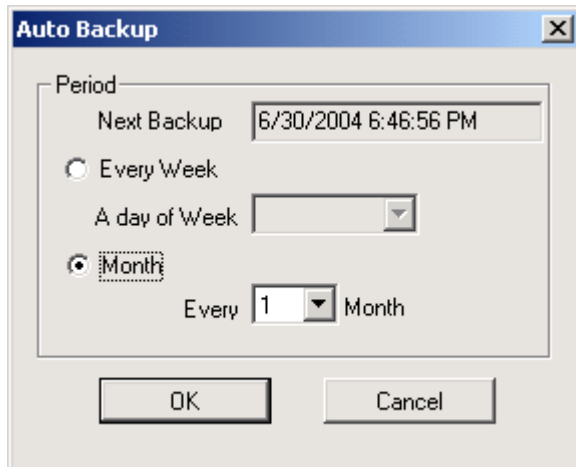 Auto Backup
Period
Next Backup 6/30/2004 6:46:56 PM
Every Week
A day of Week
Month
Every 1 Month
OK Cancel